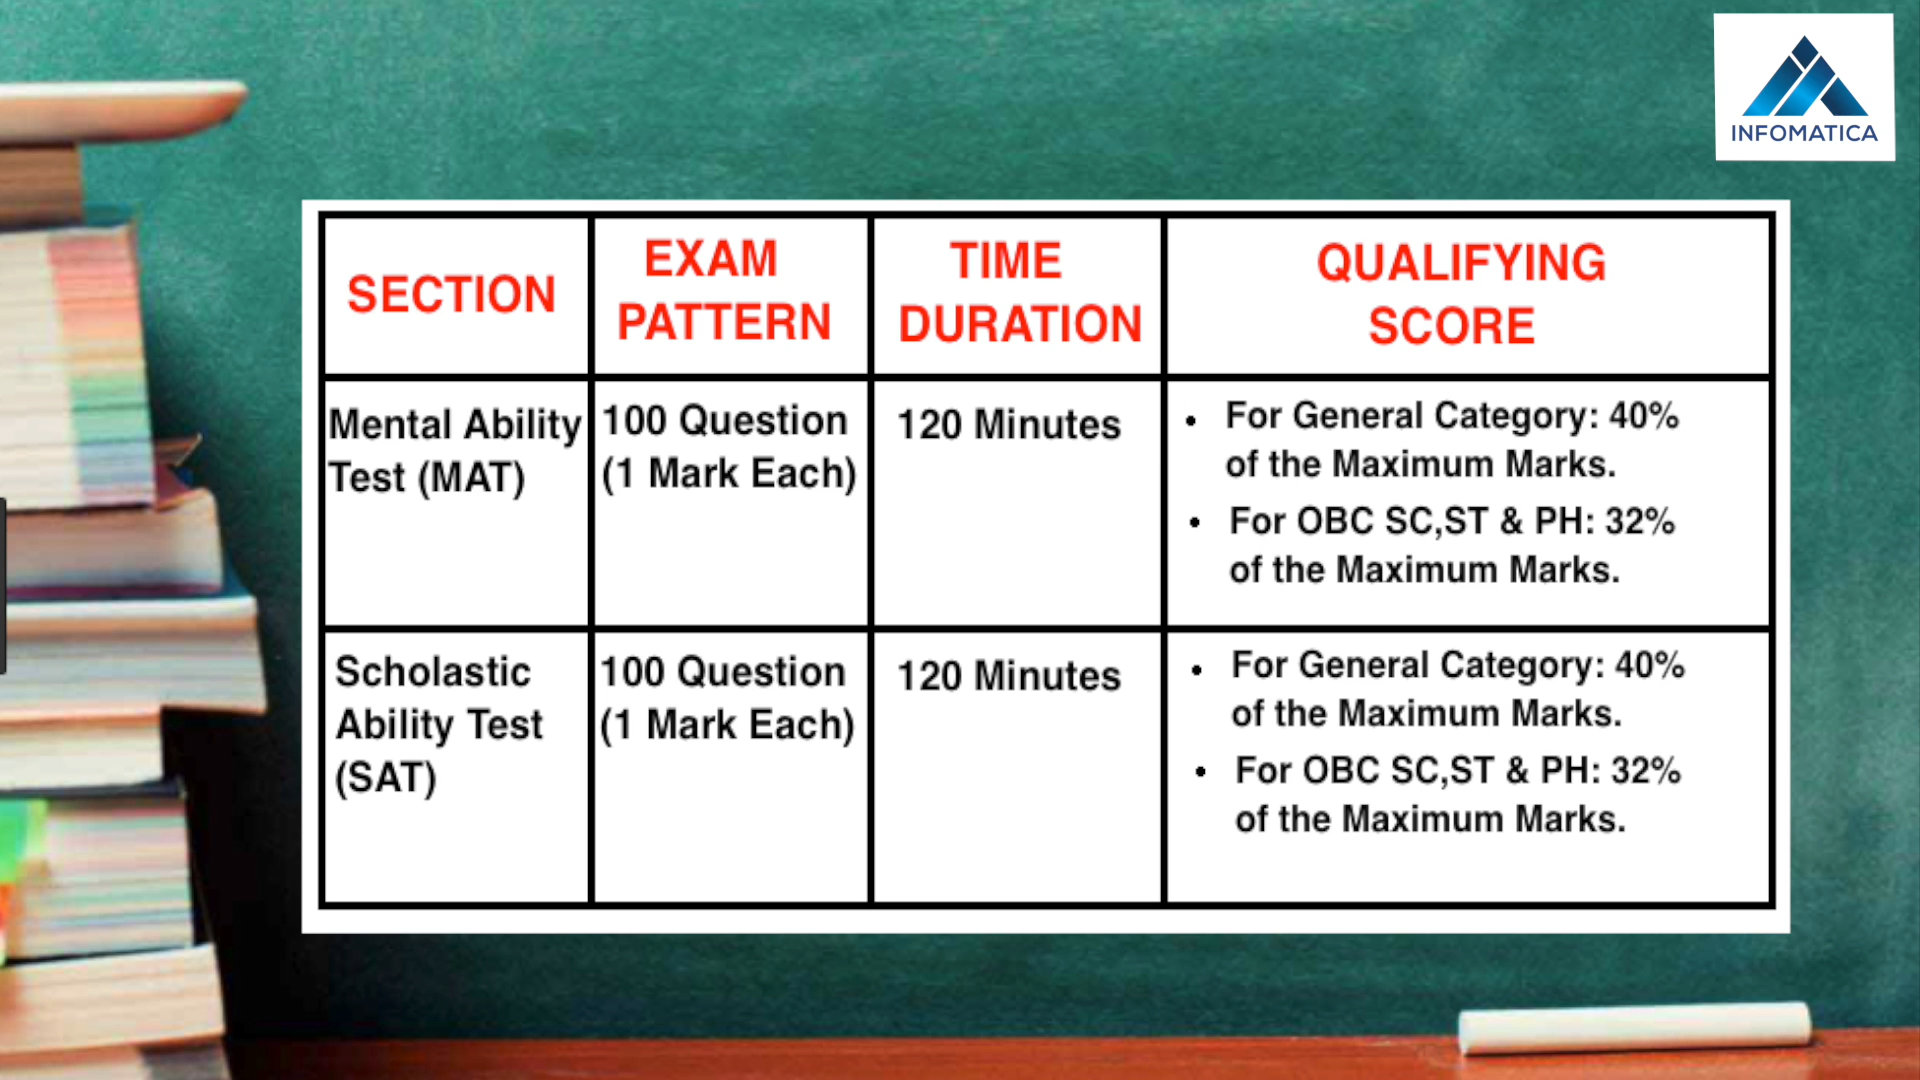 INFOMATICA
SECTION
EXAM
PATTERN
TIME
DURATION
QUALIFYING
SCORE
Mental Ability
Test (MAT)
100 Question
(1 Mark Each)
120 Minutes
• For General Category: 40%
of the Maximum Marks.
• For OBC SC,ST & PH: 32%
of the Maximum Marks.
Scholastic
Ability Test
(SAT)
100 Question
(1 Mark Each)
120 Minutes
• For General Category: 40%
of the Maximum Marks.
• For OBC SC,ST & PH: 32%
of the Maximum Marks.